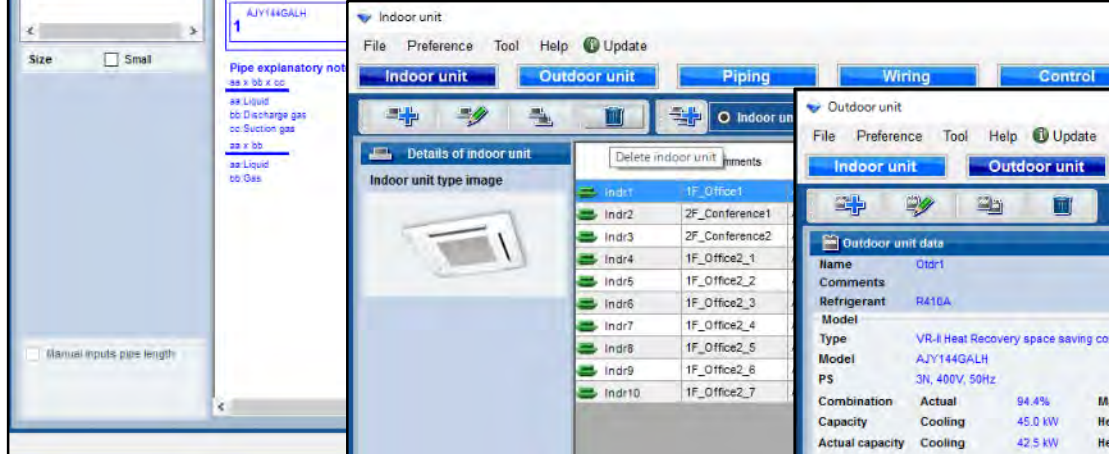 AJY144GALH
1
Size Small
Pipe explanatory not
aa x bb x cc
aa:Liquid
bb:Discharge gas
cc:Suction gas
aa x bb
aa:Liquid
bb:Gas
Manual inputs pipe length
Indoor unit
File Preference Tool Help Update
Indoor unit Outdoor unit Piping Wiring Control
Indoor un
Details of indoor unit
Delete indoor unit mments
Indoor unit type image
Indr1 1F_Office1
Indr2 2F_Conference1
Indr3 2F_Conference2
Indr4 1F_Office2_1
Indr5 1F_Office2_2
Indr6 1F_Office2_3
Indr7 1F_Office2_4
Indr8 1F_Office2_5
Indr9 1F_Office2_6
Indr10 1F_Office2_7
Outdoor unit
File Preference Tool Help Update
Indoor unit Outdoor unit
Outdoor unit data
Name Otdr1
Comments
Refrigerant R410A
Model
Type VR-II Heat Recovery space saving co
Model AJY144GALH
PS 3N, 400V, 50Hz
Combination Actual 94.4% M
Capacity Cooling 45.0 kW He
Actual capacity Cooling 42.5 kW He